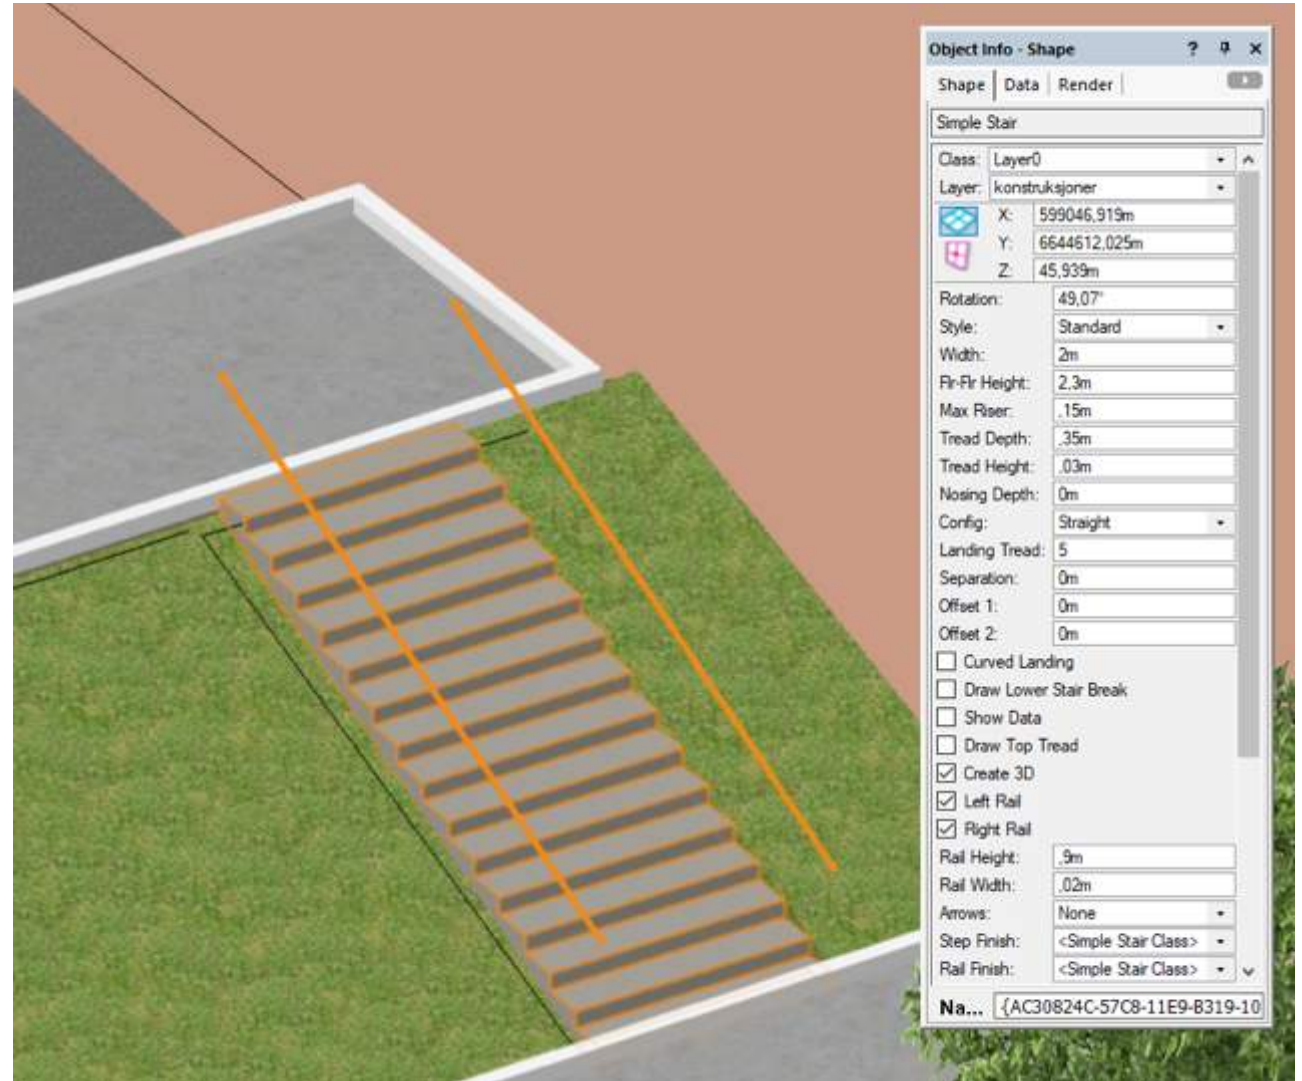 Object Info - Shape ? ×
Shape Data Render
Simple Stair
Class: Layer0
Layer: konstruksjoner
X: 599046,919m
Y: 6644612,025m
Z: 45,939m
Rotation: 49,07°
Style: Standard
Width: 2m
Flr-Flr Height: 2,3m
Max Riser: .15m
Tread Depth: .35m
Tread Height: .03m
Nosing Depth: 0m
Config: Straight
Landing Tread: 5
Separation: 0m
Offset 1: 0m
Offset 2: 0m
Curved Landing
Draw Lower Stair Break
Show Data
Draw Top Tread
Create 3D
Left Rail
Right Rail
Rail Height: ,9m
Rail Width: .02m
Arrows: None
Step Finish: <Simple Stair Class>
Rail Finish: <Simple Stair Class>
Na... {AC30824C-57C8-11E9-B319-10